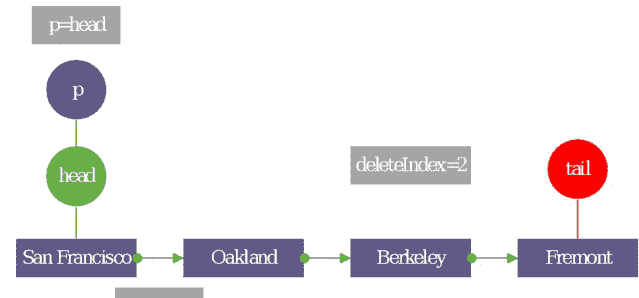 p=head
p
head
deleteIndex=2
tail
San Francisco
Oakland
Berkeley
Fremont